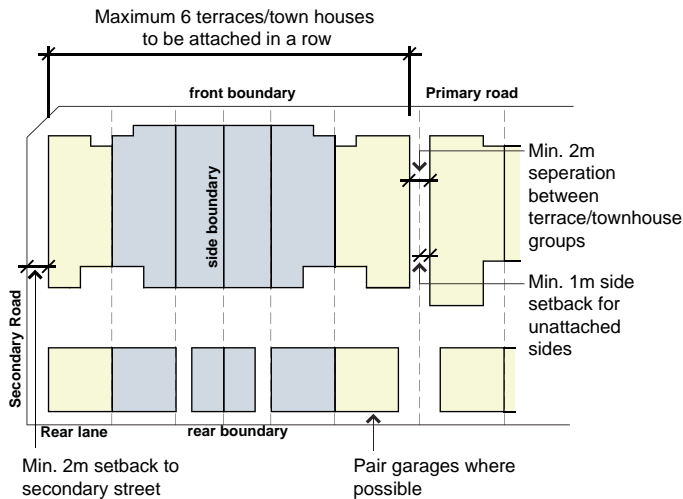 Maximum 6 terraces/town houses
to be attached in a row
front boundary
Primary road
side boundary
Min. 2m
seperation
between
terrace/townhouse
groups
Min. 1m side
setback for
unattached
sides
Secondary Road
Rear lane
rear boundary
Min. 2m setback to
secondary street
Pair garages where
possible